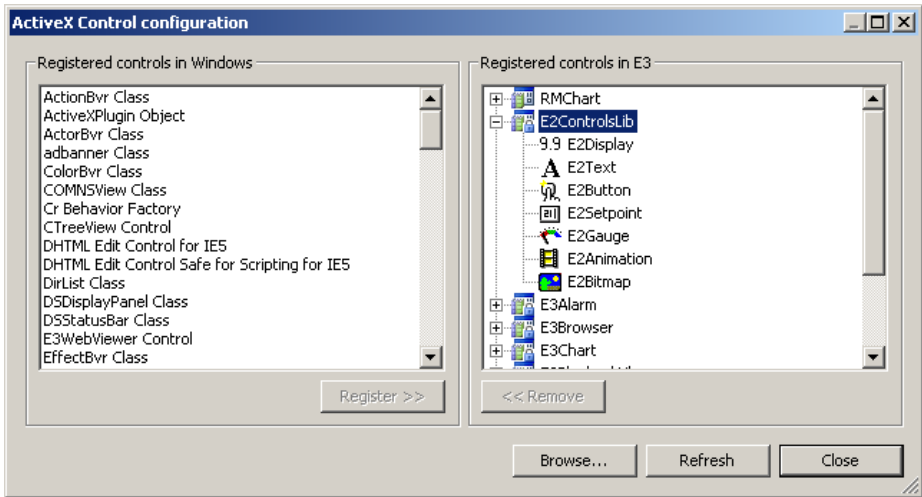 ActiveX Control configuration
Registered controls in Windows
ActionBvr Class
ActiveXPlugin Object
ActorBvr Class
adbanner Class
ColorBvr Class
COMNSView Class
Cr Behavior Factory
CTreeView Control
DHTML Edit Control for IE5
DHTML Edit Control Safe for Scripting for IE5
DirList Class
DSDisplayPanel Class
DSStatusBar Class
E3WebViewer Control
EffectBvr Class
Register >>
Registered controls in E3
RMChart
E2ControlsLib
9.9 E2Display
A E2Text
E2Button
E2Setpoint
E2Gauge
E2Animation
E2Bitmap
E3Alarm
E3Browser
E3Chart
<< Remove
Browse...
Refresh
Close